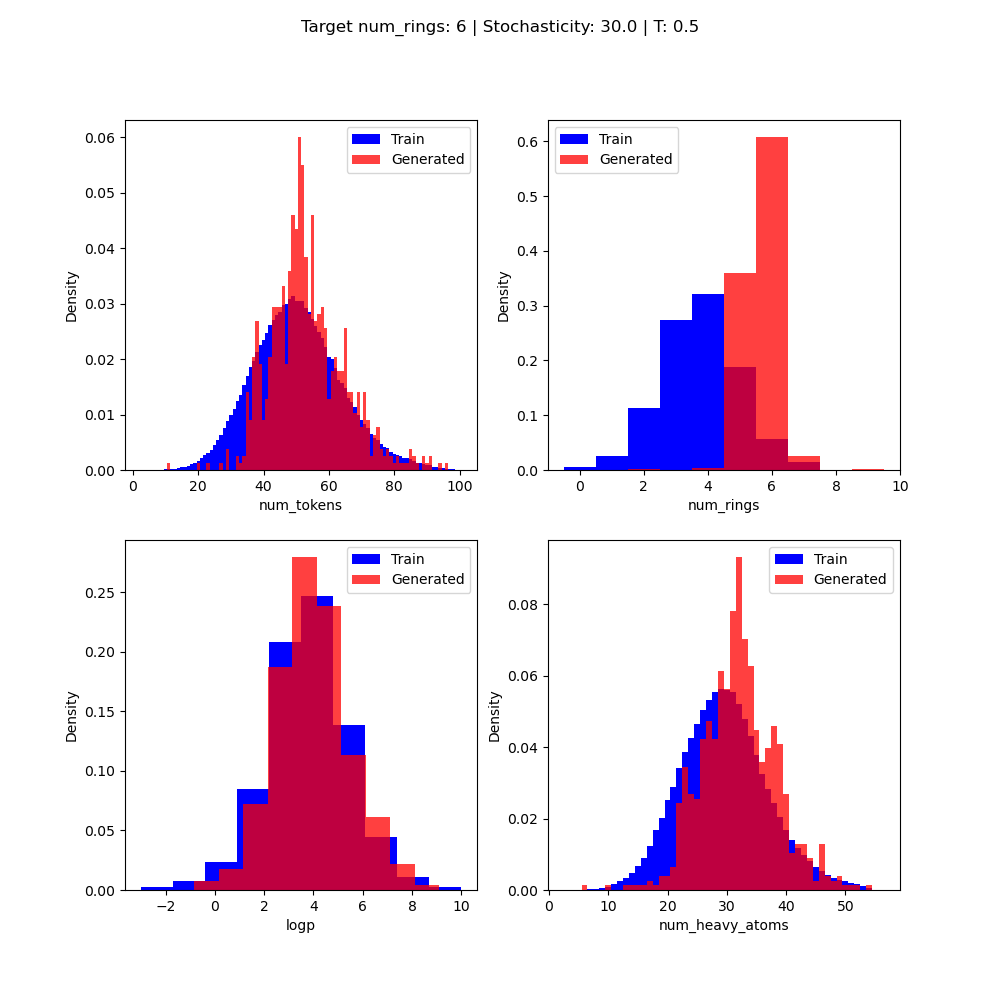 Target num_rings: 6 | Stochasticity: 30.0 | T: 0.5
Train
Generated
0.06
0.05
0.04
0.03
0.02
0.01
0.00
Density
0 20 40 60 80 100
num_tokens
Train
Generated
0.6
0.5
0.4
0.3
0.2
0.1
0.0
Density
0 2 4 6 8 10
num_rings
Train
Generated
0.25
0.20
0.15
0.10
0.05
0.00
Density
−2 0 2 4 6 8 10
logp
Train
Generated
0.08
0.06
0.04
0.02
0.00
Density
0 10 20 30 40 50
num_heavy_atoms